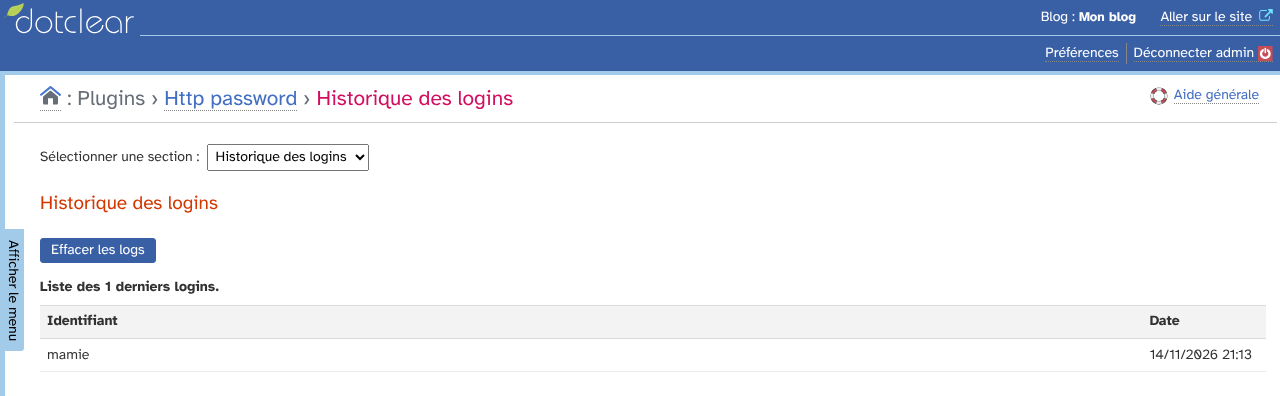 dotclear
Blog : Mon blog Aller sur le site
Préférences Déconnecter admin
: Plugins › Http password › Historique des logins
Aide générale
Sélectionner une section : Historique des logins
Historique des logins
Effacer les logs
Afficher le menu
Liste des 1 derniers logins.
Identifiant Date
mamie 14/11/2026 21:13